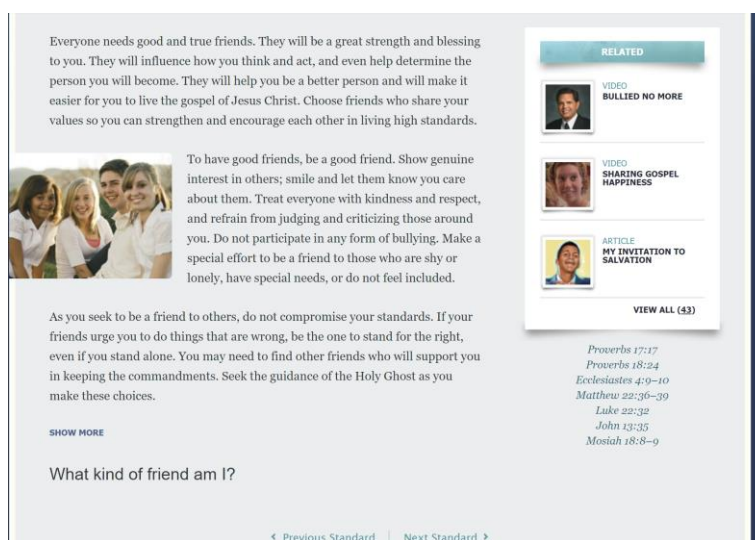 Everyone needs good and true friends. They will be a great strength and blessing
to you. They will influence how you think and act, and even help determine the
person you will become. They will help you be a better person and will make it
easier for you to live the gospel of Jesus Christ. Choose friends who share your
values so you can strengthen and encourage each other in living high standards.
To have good friends, be a good friend. Show genuine
interest in others; smile and let them know you care
about them. Treat everyone with kindness and respect,
and refrain from judging and criticizing those around
you. Do not participate in any form of bullying. Make a
special effort to be a friend to those who are shy or
lonely, have special needs, or do not feel included.
As you seek to be a friend to others, do not compromise your standards. If your
friends urge you to do things that are wrong, be the one to stand for the right,
even if you stand alone. You may need to find other friends who will support you
in keeping the commandments. Seek the guidance of the Holy Ghost as you
make these choices.
SHOW MORE
What kind of friend am I?
RELATED
VIDEO
BULLIED NO MORE
VIDEO
SHARING GOSPEL
HAPPINESS
ARTICLE
MY INVITATION TO
SALVATION
VIEW ALL (43)
Proverbs 17:17
Proverbs 18:24
Ecclesiastes 4:9–10
Matthew 22:36–39
Luke 22:32
John 13:35
Mosiah 18:8–9
Previous Standard
Next Standard